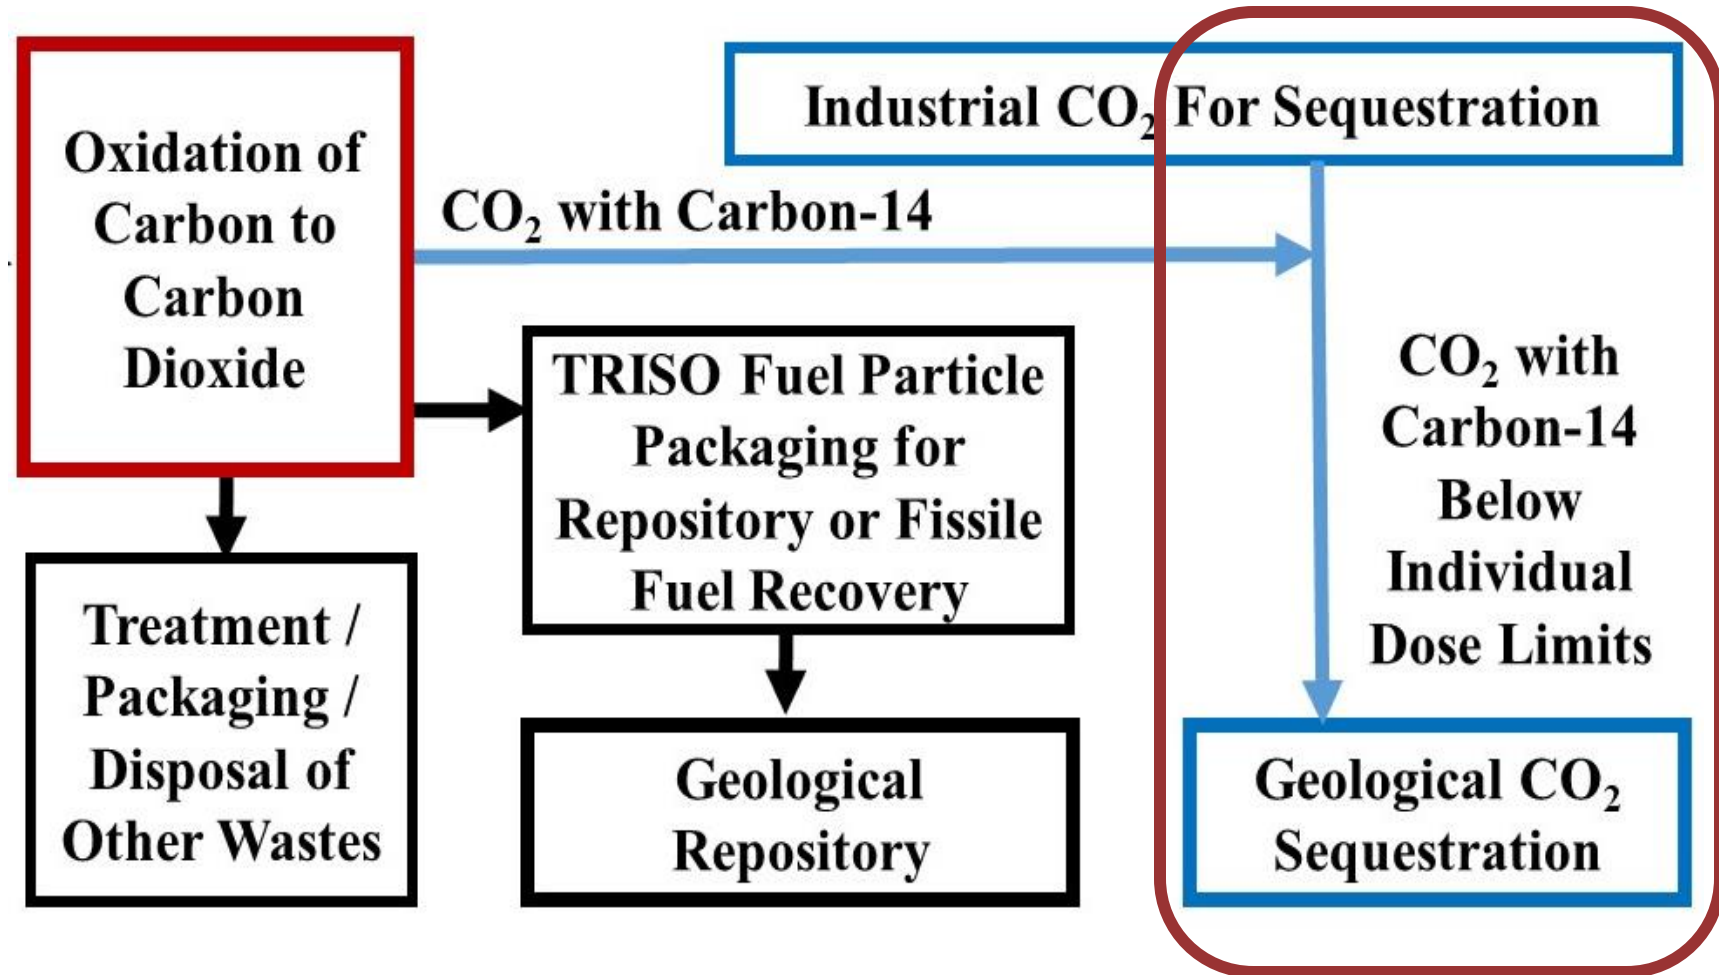 Oxidation of
Carbon to
Carbon
Dioxide
Industrial CO₂ For Sequestration
CO₂ with Carbon-14
TRISO Fuel Particle
Packaging for
Repository or Fissile
Fuel Recovery
CO₂ with
Carbon-14
Below
Individual
Dose Limits
Treatment /
Packaging /
Disposal of
Other Wastes
Geological
Repository
Geological CO₂
Sequestration